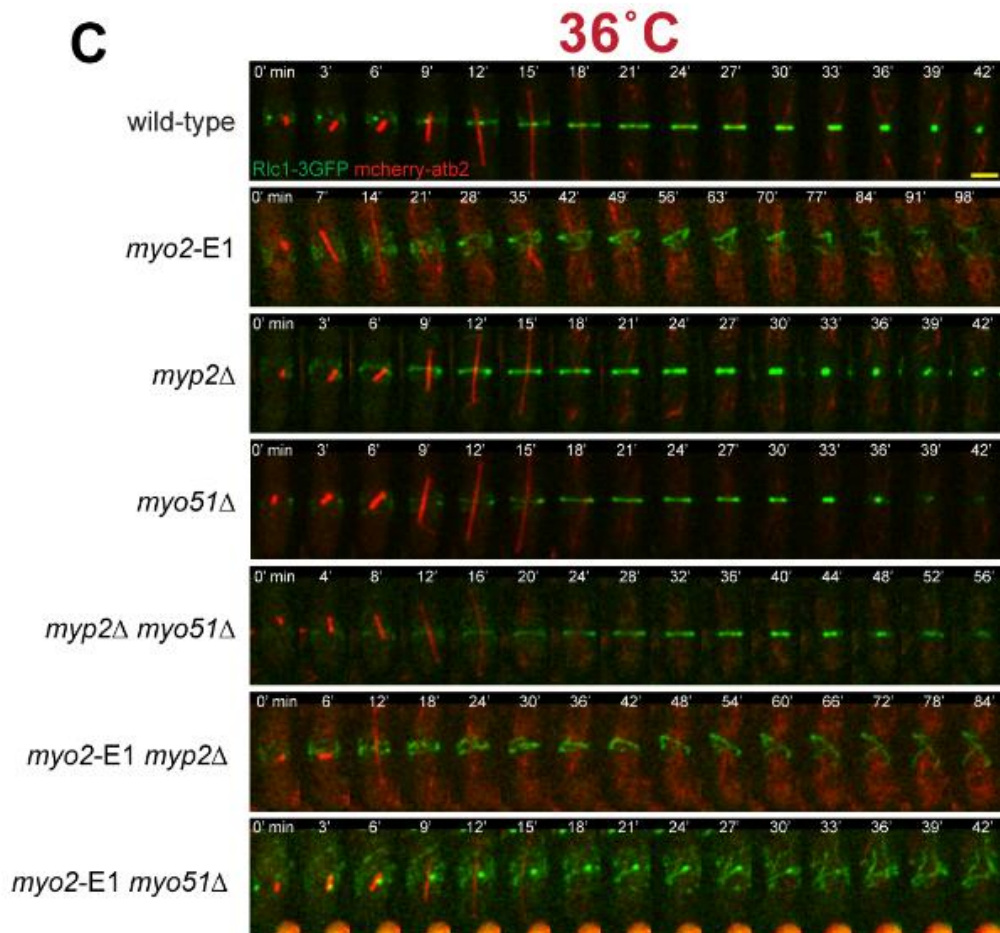 C
36°C
0' min 3' 6' 9' 12' 15' 18' 21' 24' 27' 30' 33' 36' 39' 42'
wild-type
Rlc1-3GFP mcherry-atb2
0' min 7' 14' 21' 28' 35' 42' 49' 56' 63' 70' 77' 84' 91' 98'
myo2-E1
0' min 3' 6' 9' 12' 15' 18' 21' 24' 27' 30' 33' 36' 39' 42'
myp2Δ
0' min 3' 6' 9' 12' 15' 18' 21' 24' 27' 30' 33' 36' 39' 42'
myo51Δ
0' min 4' 8' 12' 16' 20' 24' 28' 32' 36' 40' 44' 48' 52' 56'
myp2Δ myo51Δ
0' min 6' 12' 18' 24' 30' 36' 42' 48' 54' 60' 66' 72' 78' 84'
myo2-E1 myp2Δ
0' min 3' 6' 9' 12' 15' 18' 21' 24' 27' 30' 33' 36' 39' 42'
myo2-E1 myo51Δ